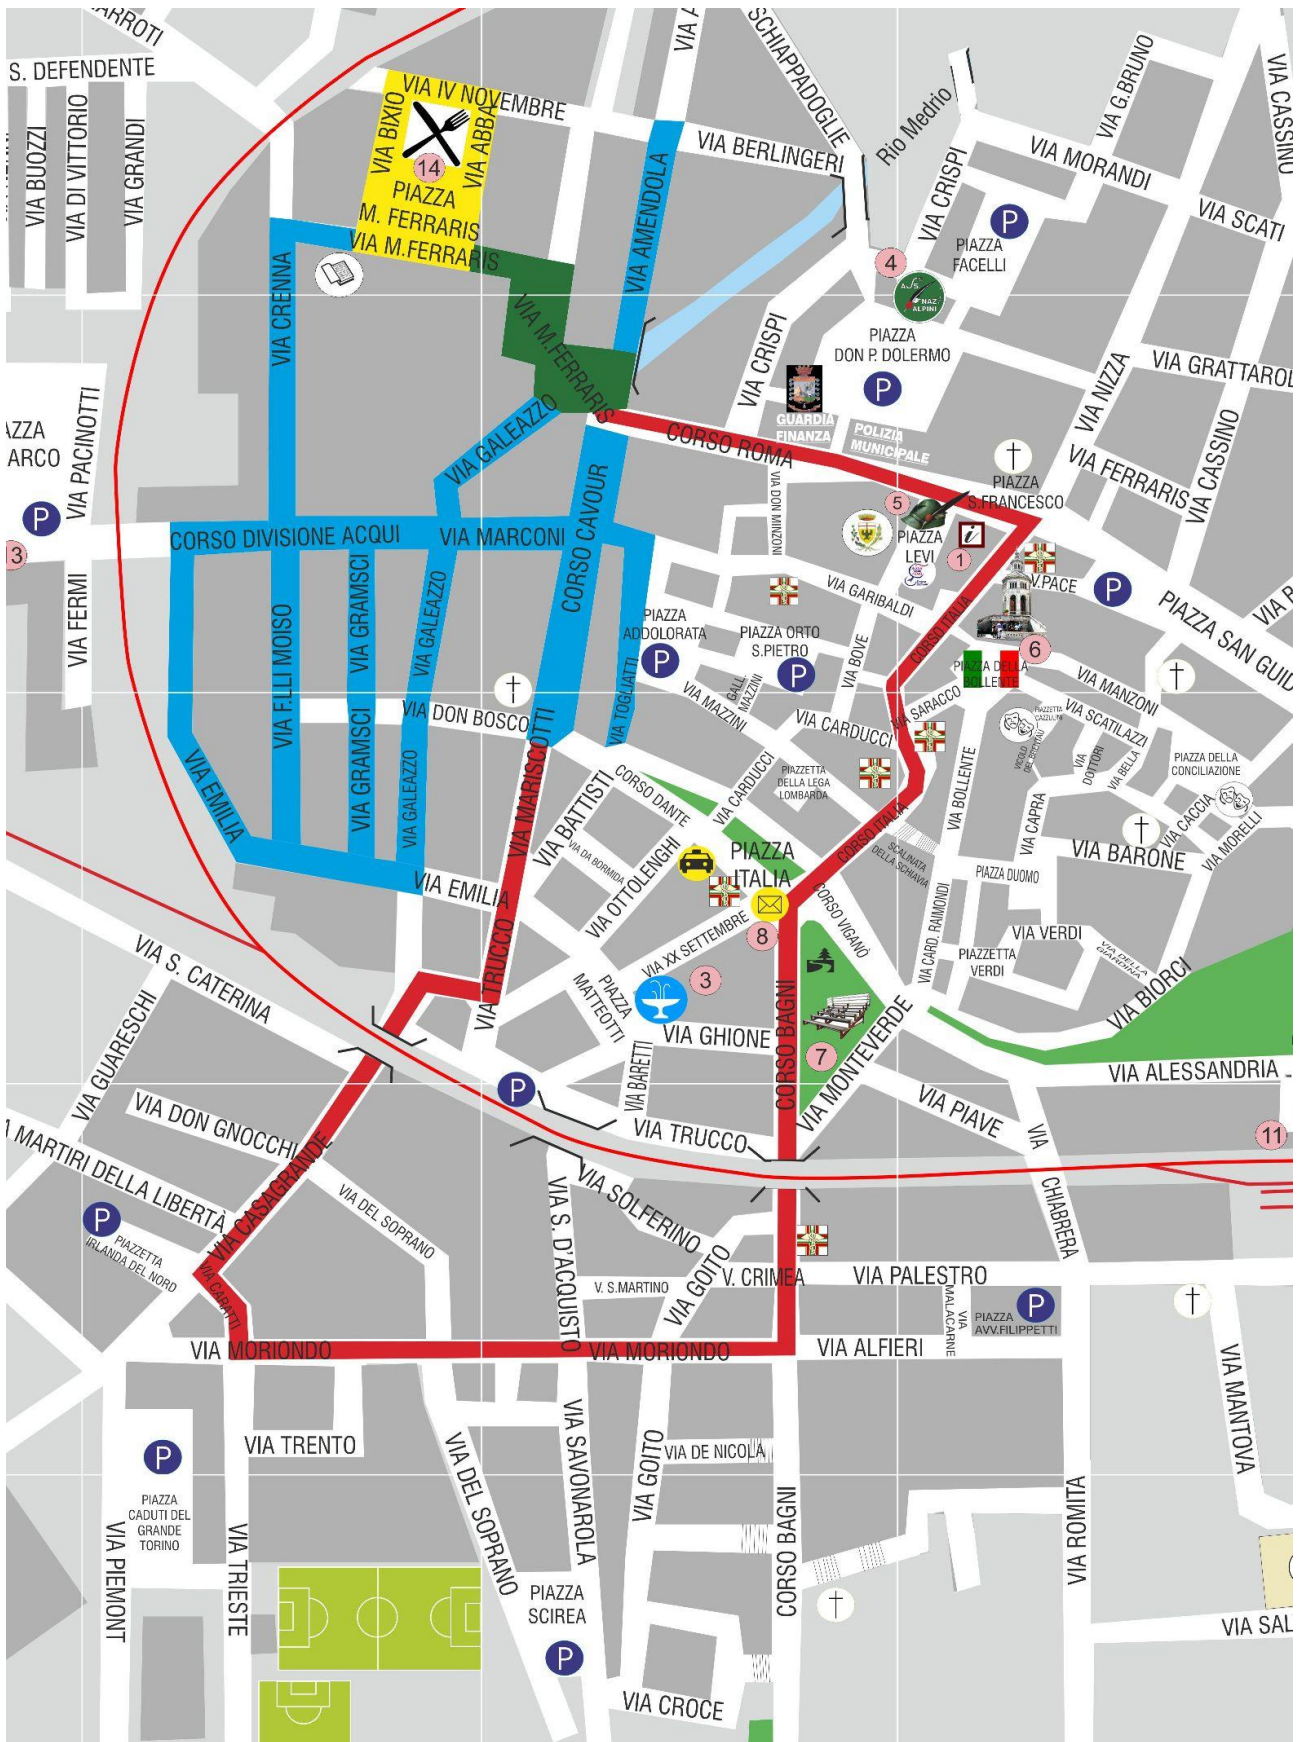 S. DEFENDENTE
VIA BUOZZI
VIA DI VITTORIO
VIA GRANDI
VIA IV NOVEMBRE
VIA BIXIO
VIA ABBA
14
PIAZZA
M. FERRARIS
VIA M.FERRARIS
VIA AMENDOLA
VIA BERLINGERI
SCHIAPPADOGLIE
Rio Medrio
VIA CRISPI
VIA G.BRUNO
VIA MORANDI
VIA CASSINO
VIA SCATI
P
PIAZZA
FACELLI
4
NAZ.
ALPINI
PIAZZA
DON P. DOLERMO
P
VIA CRENNA
VIA M.FERRARIS
VIA CRISPI
VIA NIZZA
VIA GRATTAROL
VIA PACINOTTI
AZZA
ARCO
P
13
VIA FERMI
VIA GALEAZZO
CORSO ROMA
GUARDIA
FINANZA
POLIZIA
MUNICIPALE
VIA FERRARIS
VIA CASSINO
PIAZZA
S.FRANCESCO
VIA DON MINZONI
5
PIAZZA
LEVI
i
1
CORSO DIVISIONE ACQUI
VIA MARCONI
CORSO CAVOUR
VIA F.LLI MOISO
VIA GRAMSCI
VIA GALEAZZO
VIA TOGLIATTI
PIAZZA
ADDOLORATA
P
PIAZZA ORTO
S.PIETRO
P
VIA GARIBALDI
VIA BOVE
CORSO ITALIA
V.PACE
P
PIAZZA SAN GUID
6
PIAZZA DELLA
BOLLENTE
VIA MANZONI
VIA SCATILAZZI
VIA SARACCO
GALL.
MAZZINI
VIA MAZZINI
VIA CARDUCCI
VIA DON BOSCO
VIA EMILIA
VIA GRAMSCI
VIA GALEAZZO
VIA MARISCOTTI
VIA BATTISTI
CORSO DANTE
VIA CARDUCCI
PIAZZETTA
DELLA LEGA
LOMBARDA
VIA BOLLENTE
VIA DOTTORI
VIA BELLA
PIAZZA DELLA
CONCILIAZIONE
VIA CAPRA
VIA CACCIA
VIA MORELLI
VIA BARONE
CORSO ITALIA
SCALINATA
DELLA SCHIAVIA
PIAZZA DUOMO
VIA EMILIA
VIA DA BORMIDA
VIA OTTOLENGHI
PIAZZA
ITALIA
8
CORSO VIGANÒ
VIA CARD. RAIMONDI
VIA VERDI
PIAZZETTA
VERDI
VIA DELLA
GIARDINA
VIA BIORCI
VIA XX SETTEMBRE
3
PIAZZA
MATTEOTTI
VIA TRUCCO
VIA S. CATERINA
VIA GUARESCHI
VIA GHIONE
VIA BARETTI
CORSO BAGNI
7
VIA MONTEVERDE
VIA ALESSANDRIA
P
VIA TRUCCO
VIA PIAVE
VIA
CHIABRERA
11
VIA DON GNOCCHI
VIA MARTIRI DELLA LIBERTÀ
VIA CASAGRANDE
VIA DEL SOPRANO
P
PIAZZETTA
IRLANDA DEL NORD
VIA CARATTI
VIA S. D'ACQUISTO
VIA SOLFERINO
V. S.MARTINO
VIA GOITO
V. CRIMEA
VIA PALESTRO
VIA
MALACARNE
P
PIAZZA
AVV.FILIPPETTI
VIA MORIONDO
VIA MORIONDO
VIA ALFIERI
VIA MANTOVA
P
PIAZZA
CADUTI DEL
GRANDE
TORINO
VIA PIEMONT
VIA TRIESTE
VIA TRENTO
VIA DEL SOPRANO
VIA SAVONAROLA
VIA GOITO
VIA DE NICOLA
CORSO BAGNI
VIA ROMITA
PIAZZA
SCIREA
P
VIA CROCE
VIA SAL